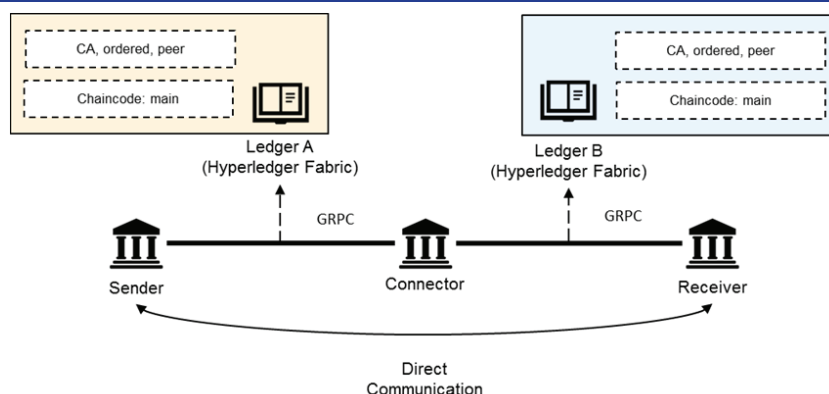 CA, ordered, peer
Chaincode: main
Ledger A
(Hyperledger Fabric)
CA, ordered, peer
Chaincode: main
Ledger B
(Hyperledger Fabric)
GRPC
GRPC
Sender
Connector
Receiver
Direct
Communication